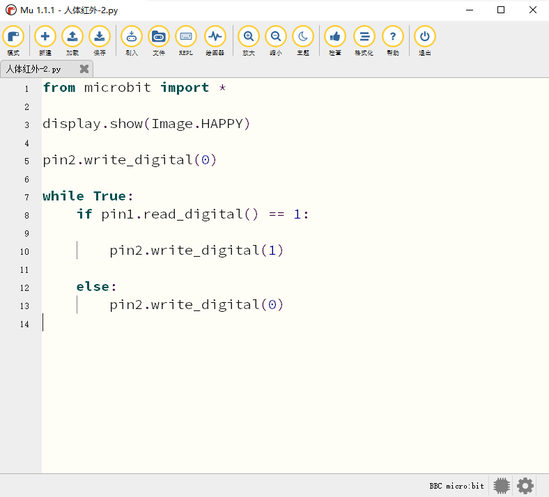 Mu 1.1.1 - 人体红外-2.py
模式 新建 加载 保存 刷入 文件 REPL 绘图器 放大 缩小 主题 检查 格式化 帮助 退出
人体红外-2.py
1 from microbit import *
2
3 display.show(Image.HAPPY)
4
5 pin2.write_digital(0)
6
7 while True:
8 if pin1.read_digital() == 1:
9
10 pin2.write_digital(1)
11
12 else:
13 pin2.write_digital(0)
14
BBC micro:bit